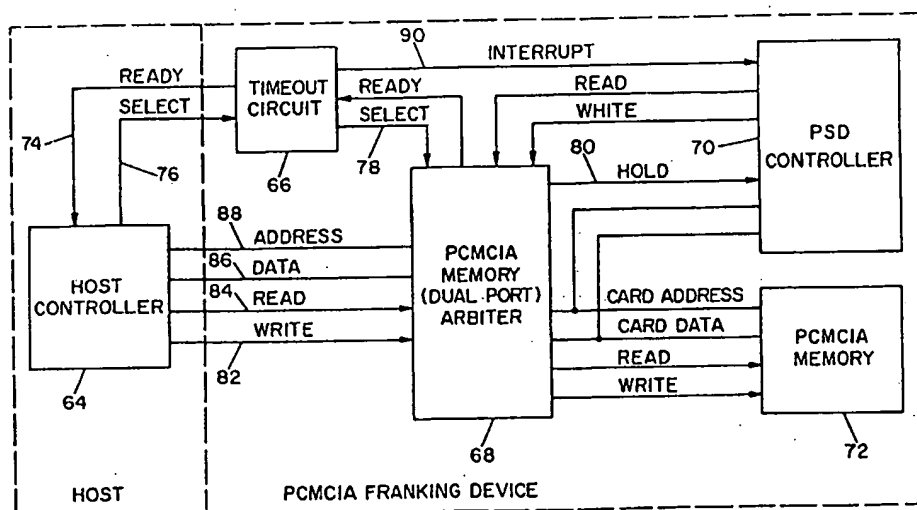 90
INTERRUPT
READY
TIMEOUT
CIRCUIT
READY
READ
SELECT
SELECT
WHITE
PSD
CONTROLLER
74
76
66
78
80
70
HOLD
88
ADDRESS
86
DATA
84
READ
WRITE
82
HOST
CONTROLLER
64
PCMCIA
MEMORY
(DUAL PORT)
ARBITER
68
CARD ADDRESS
CARD DATA
READ
WRITE
PCMCIA
MEMORY
72
HOST
PCMCIA FRANKING DEVICE